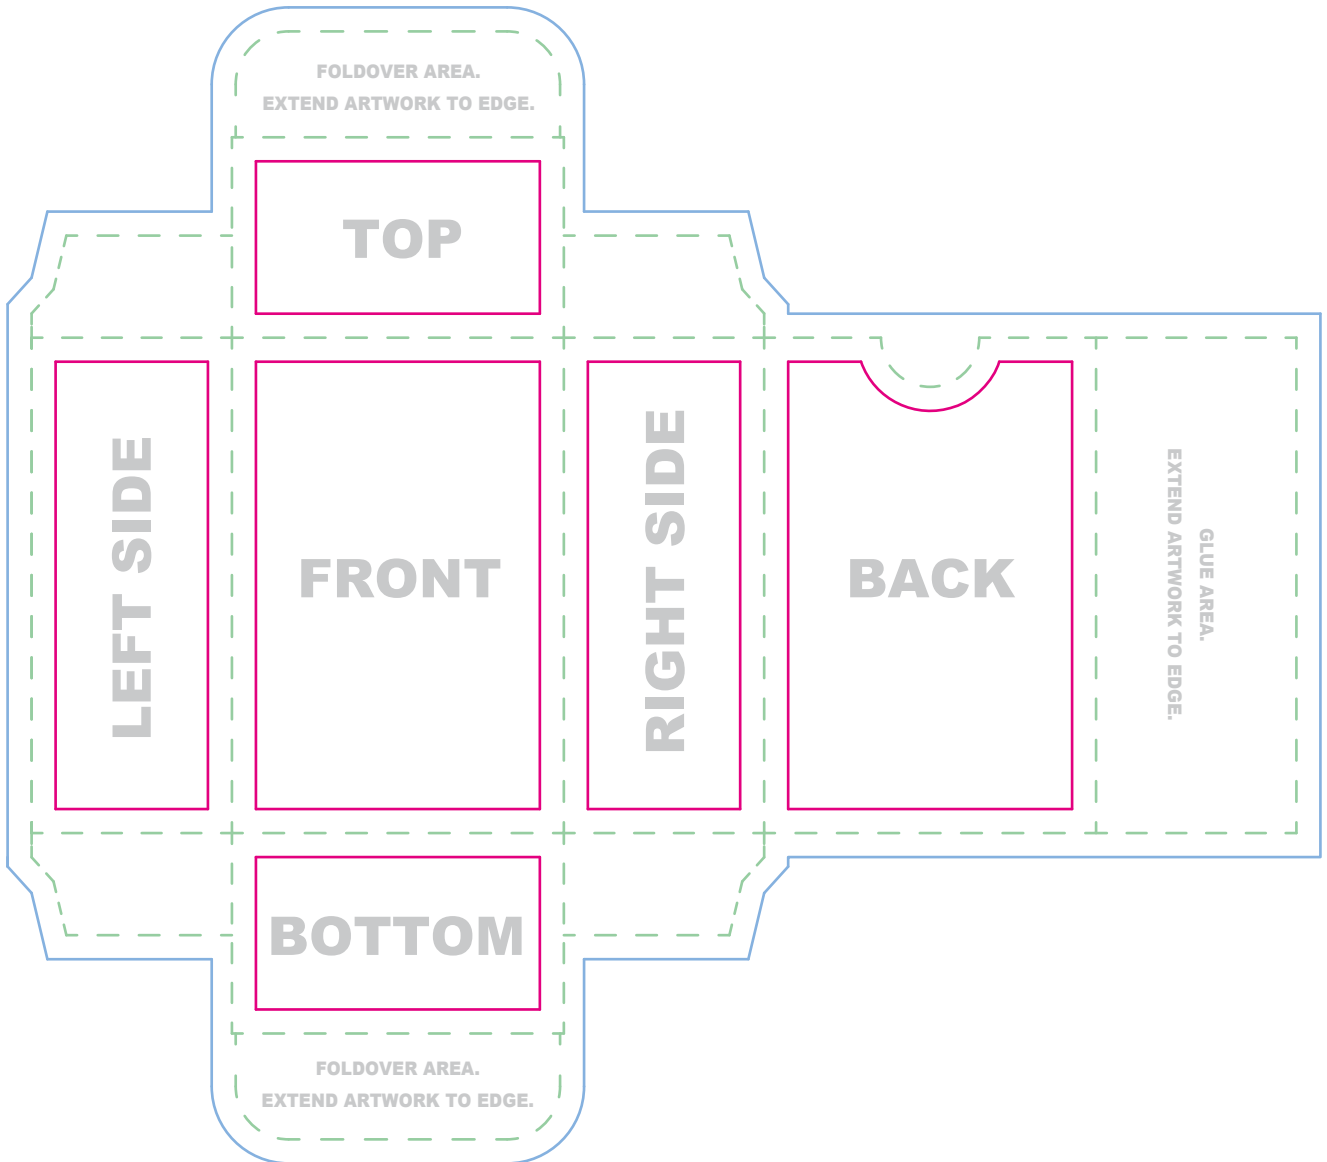 FOLDOVER AREA.
EXTEND ARTWORK TO EDGE.
TOP
LEFT SIDE
FRONT
RIGHT SIDE
BACK
GLUE AREA.
EXTEND ARTWORK TO EDGE.
BOTTOM
FOLDOVER AREA.
EXTEND ARTWORK TO EDGE.